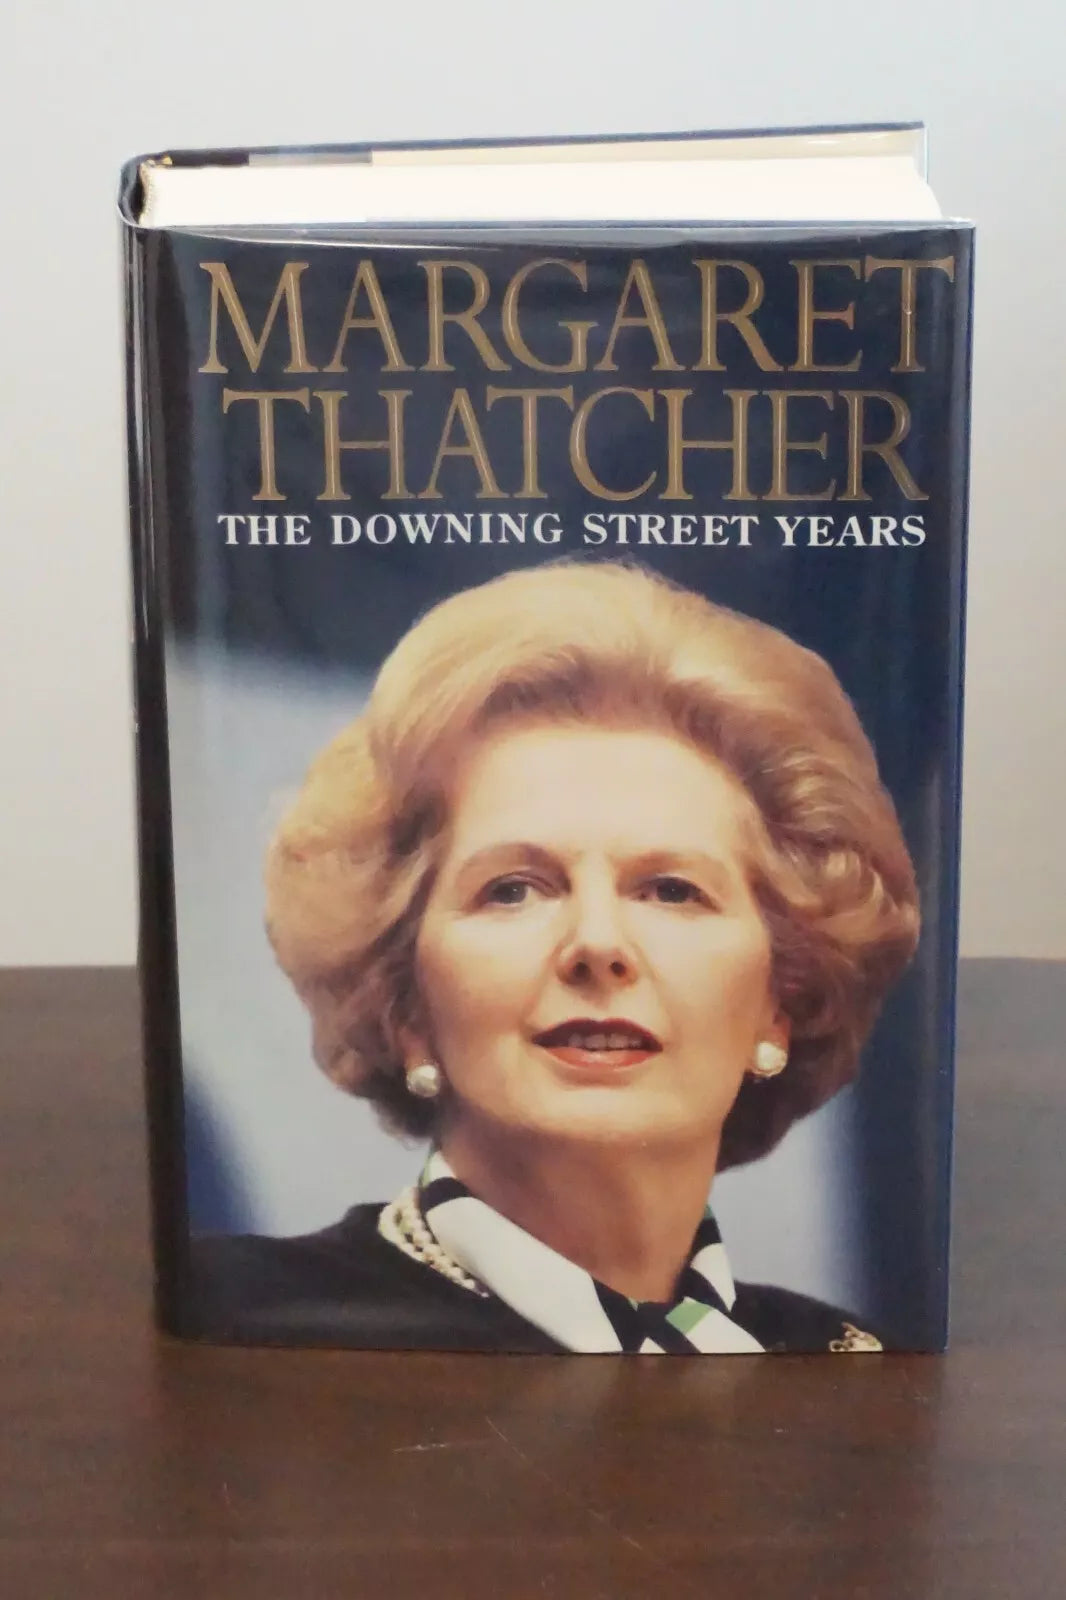 MARGARET
THATCHER
THE DOWNING STREET YEARS